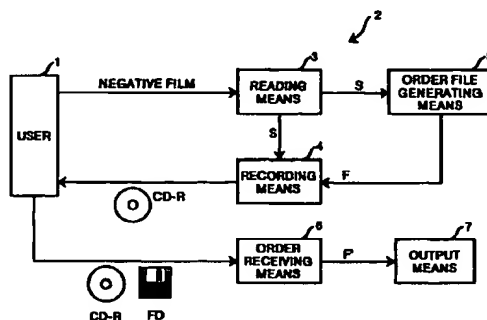 2
1
3
NEGATIVE FILM
READING
MEANS
S
ORDER FILE
GENERATING
MEANS
USER
S
4
RECORDING
MEANS
F
CD-R
6
ORDER
RECEIVING
MEANS
7
OUTPUT
MEANS
CD-R
FD